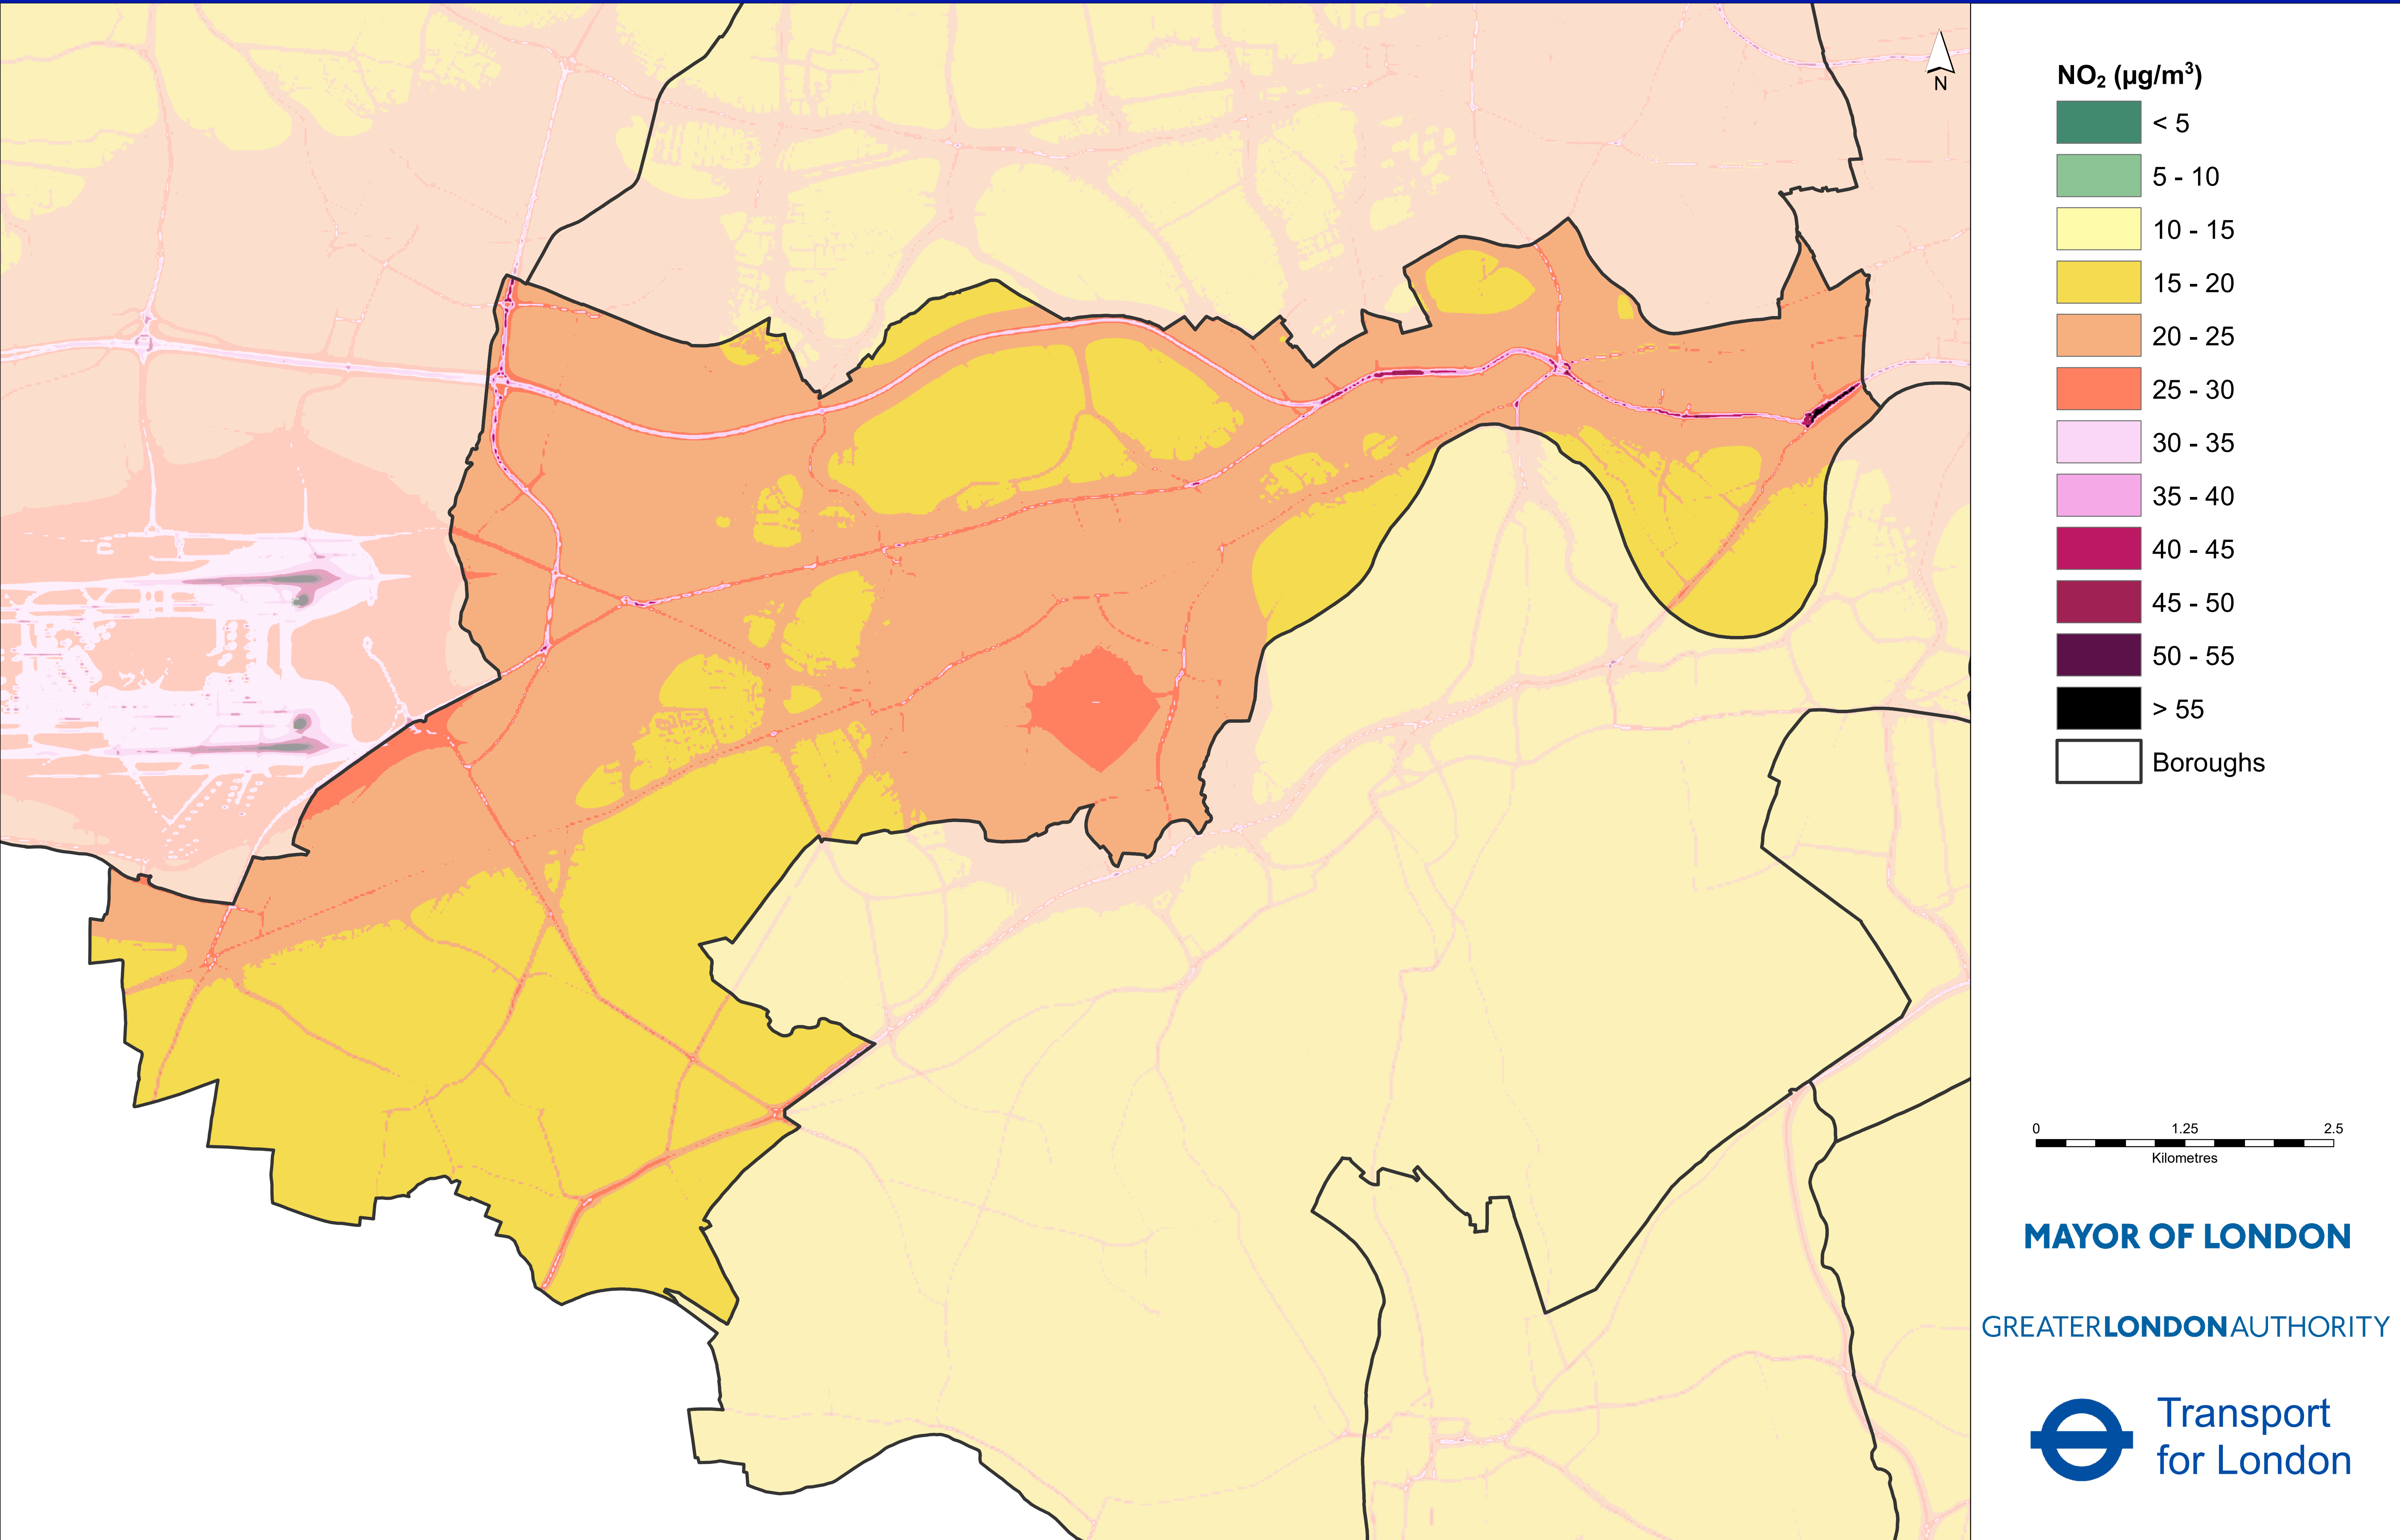 N
NO₂ (µg/m³)
< 5
5 - 10
10 - 15
15 - 20
20 - 25
25 - 30
30 - 35
35 - 40
40 - 45
45 - 50
50 - 55
> 55
Boroughs
0 1.25 2.5
Kilometres
MAYOR OF LONDON
GREATERLONDONAUTHORITY
Transport
for London